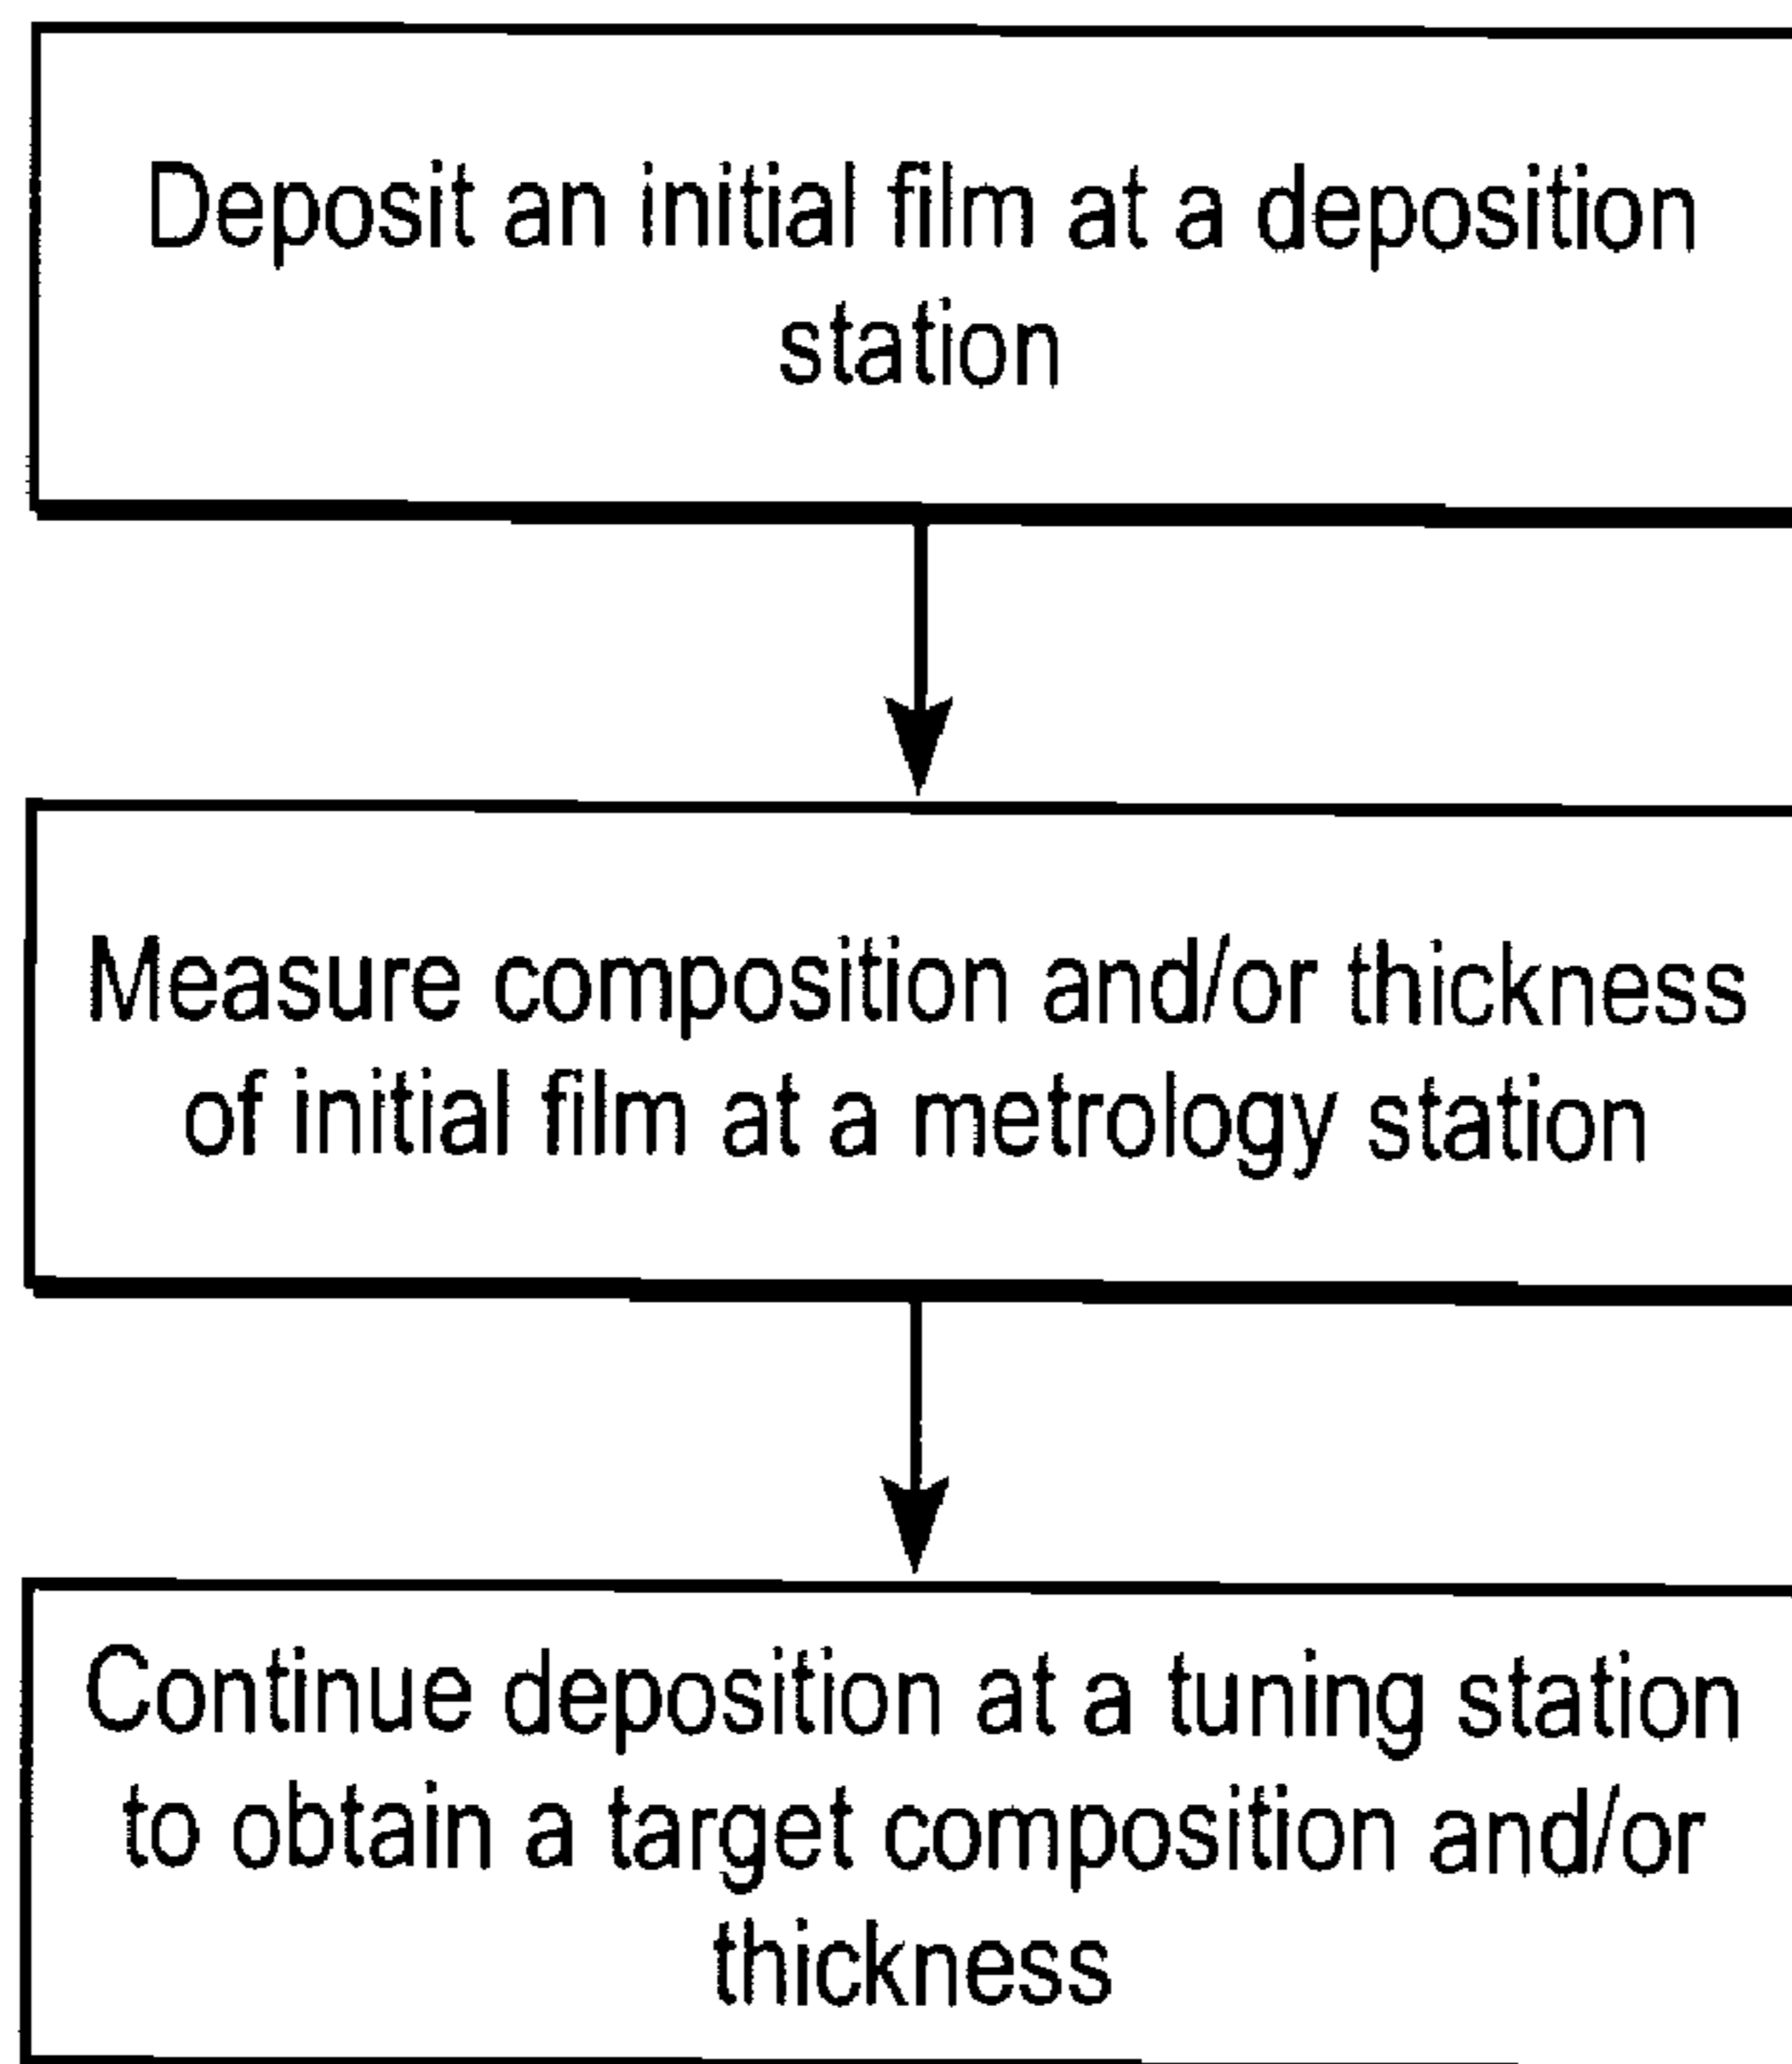 Deposit an initial film at a deposition
station
Measure composition and/or thickness
of initial film at a metrology station
Continue deposition at a tuning station
to obtain a target composition and/or
thickness